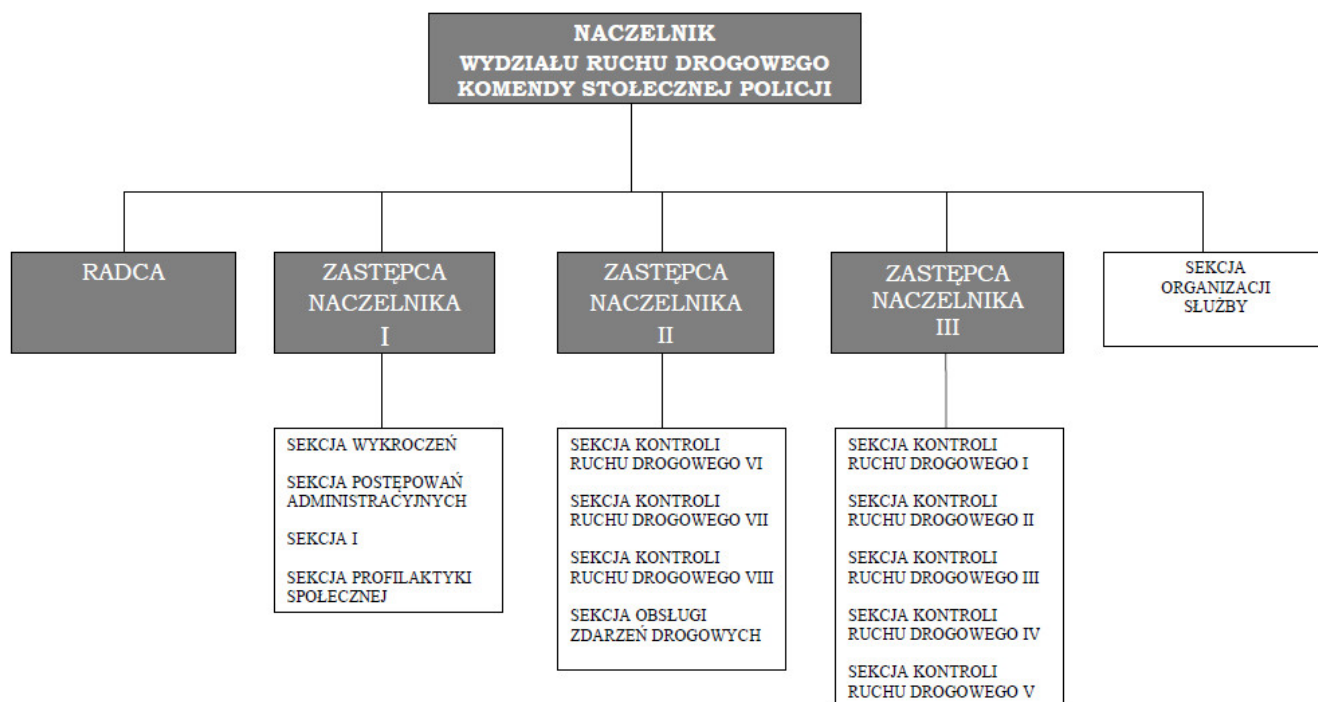 NACZELNIK
WYDZIAŁU RUCHU DROGOWEGO
KOMENDY STOŁECZNEJ POLICJI
RADCA
ZASTĘPCA
NACZELNIKA
I
ZASTĘPCA
NACZELNIKA
II
ZASTĘPCA
NACZELNIKA
III
SEKCJA
ORGANIZACJI
SŁUŻBY
SEKCJA WYKROCZEŃ
SEKCJA POSTĘPOWAŃ
ADMINISTRACYJNYCH
SEKCJA I
SEKCJA PROFILAKTYKI
SPOŁECZNEJ
SEKCJA KONTROLI
RUCHU DROGOWEGO VI
SEKCJA KONTROLI
RUCHU DROGOWEGO VII
SEKCJA KONTROLI
RUCHU DROGOWEGO VIII
SEKCJA OBSŁUGI
ZDARZEŃ DROGOWYCH
SEKCJA KONTROLI
RUCHU DROGOWEGO I
SEKCJA KONTROLI
RUCHU DROGOWEGO II
SEKCJA KONTROLI
RUCHU DROGOWEGO III
SEKCJA KONTROLI
RUCHU DROGOWEGO IV
SEKCJA KONTROLI
RUCHU DROGOWEGO V